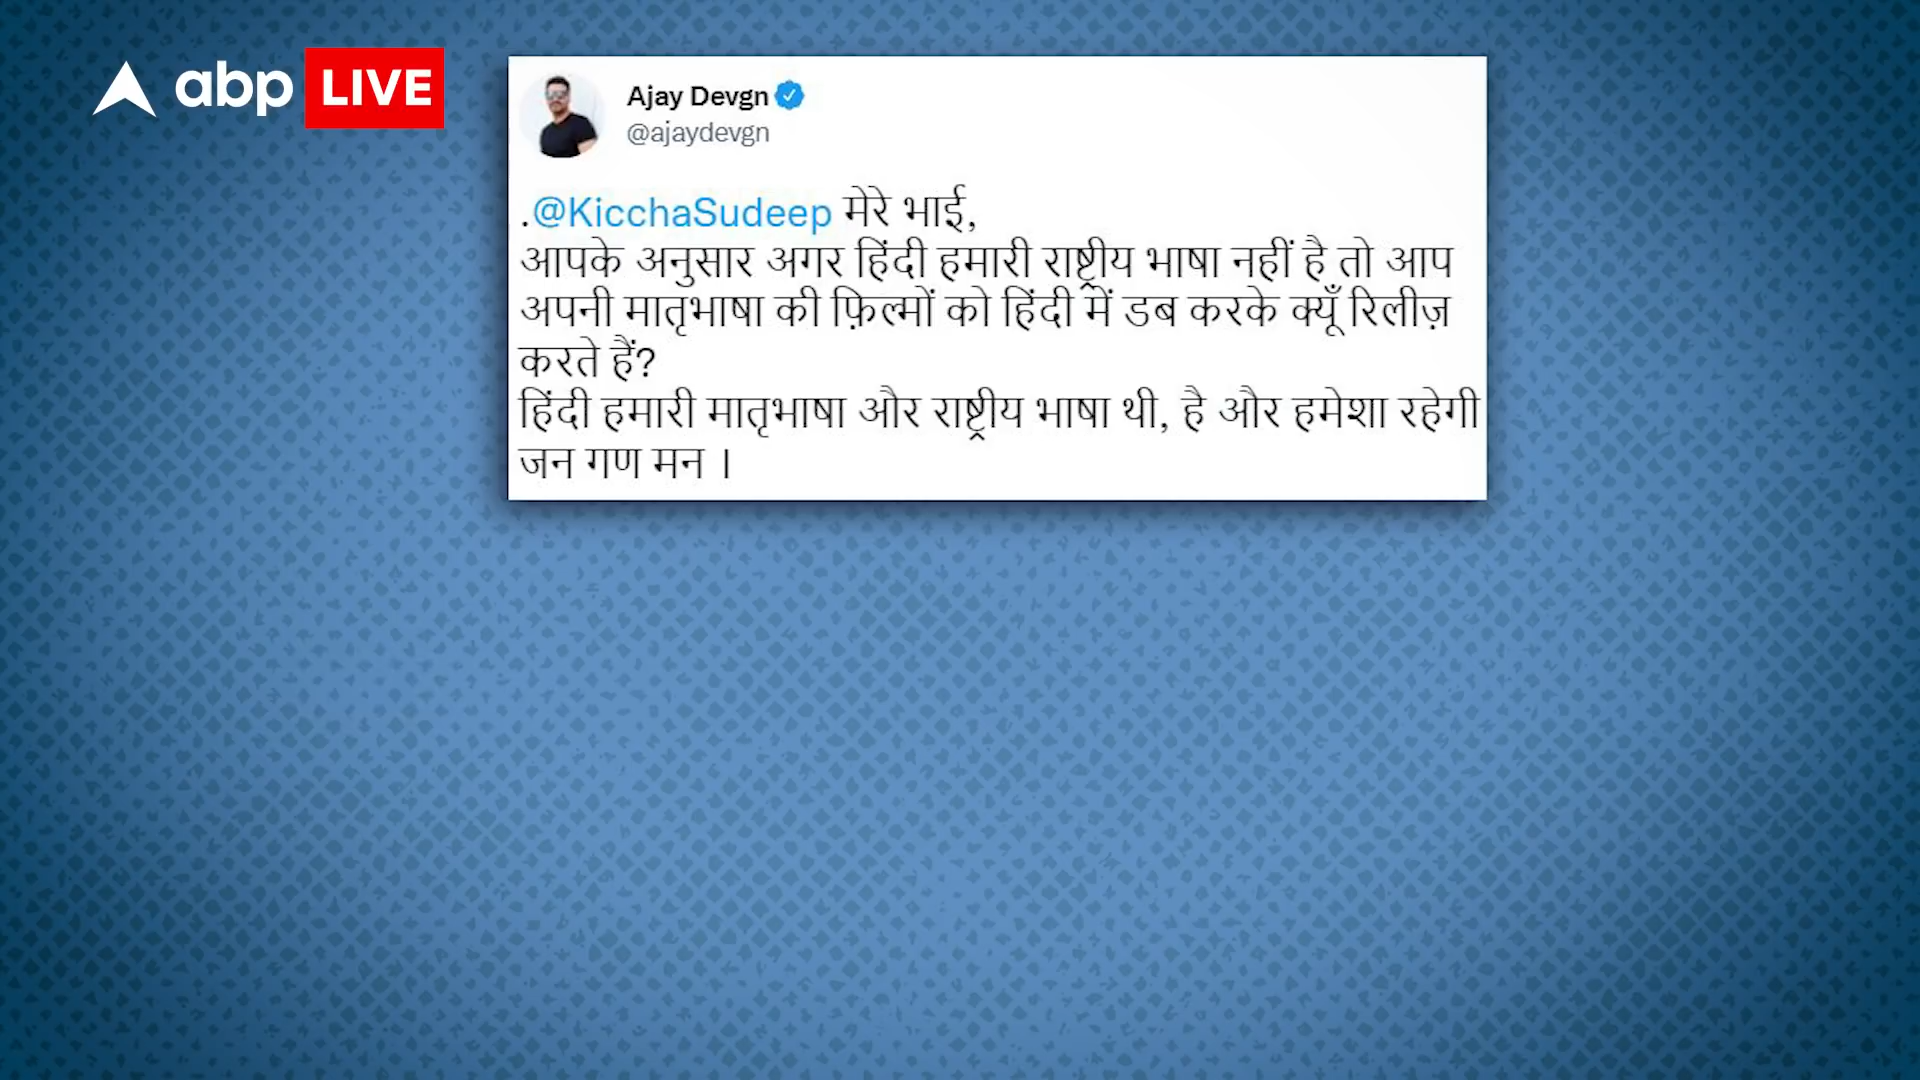 abp LIVE
Ajay Devgn
@ajaydevgn
.@KicchaSudeep मेरे भाई,
आपके अनुसार अगर हिंदी हमारी राष्ट्रीय भाषा नहीं है तो आप
अपनी मातृभाषा की फ़िल्मों को हिंदी में डब करके क्यूँ रिलीज़
करते हैं?
हिंदी हमारी मातृभाषा और राष्ट्रीय भाषा थी, है और हमेशा रहेगी
जन गण मन ।